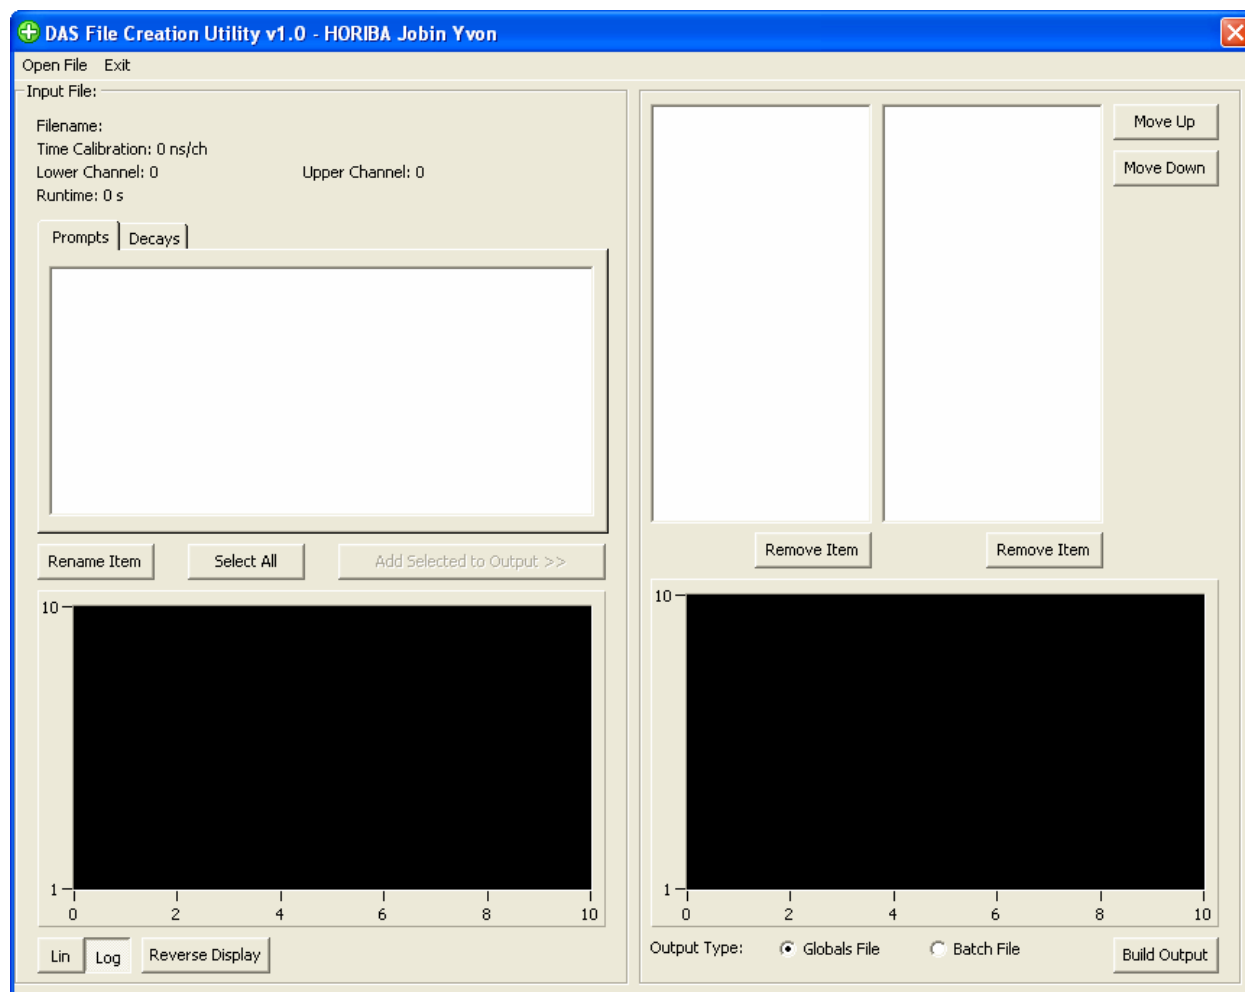 DAS File Creation Utility v1.0 - HORIBA Jobin Yvon
Open File Exit
Input File:
Filename:
Time Calibration: 0 ns/ch
Lower Channel: 0 Upper Channel: 0
Runtime: 0 s
Prompts Decays
Rename Item Select All Add Selected to Output >>
10
1
0 2 4 6 8 10
Lin Log Reverse Display
Move Up
Move Down
Remove Item Remove Item
10
1
0 2 4 6 8 10
Output Type: Globals File Batch File Build Output